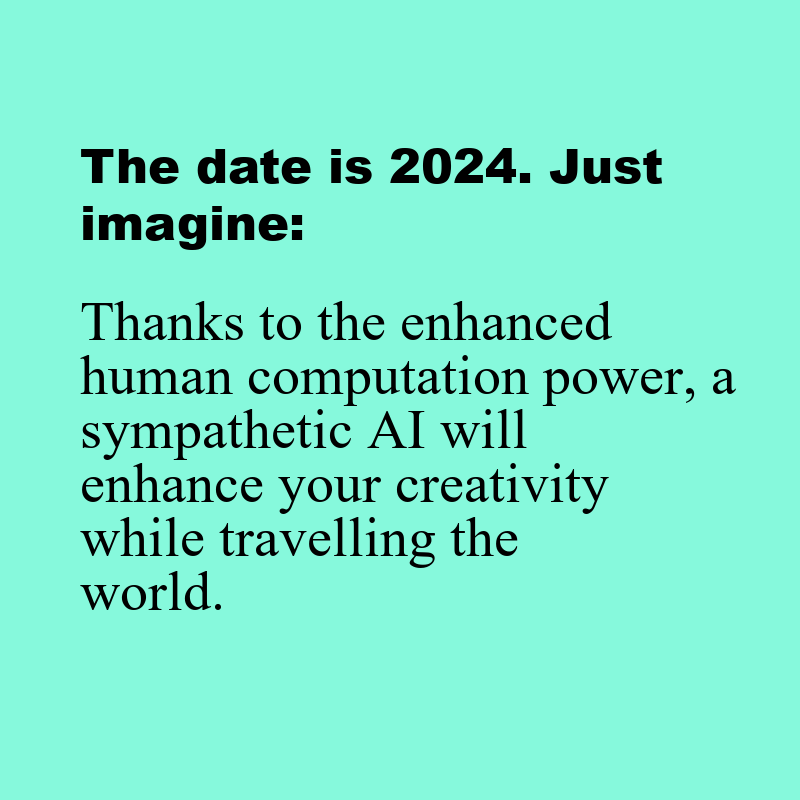 The date is 2024. Just
imagine:
Thanks to the enhanced
human computation power, a
sympathetic AI will
enhance your creativity
while travelling the
world.